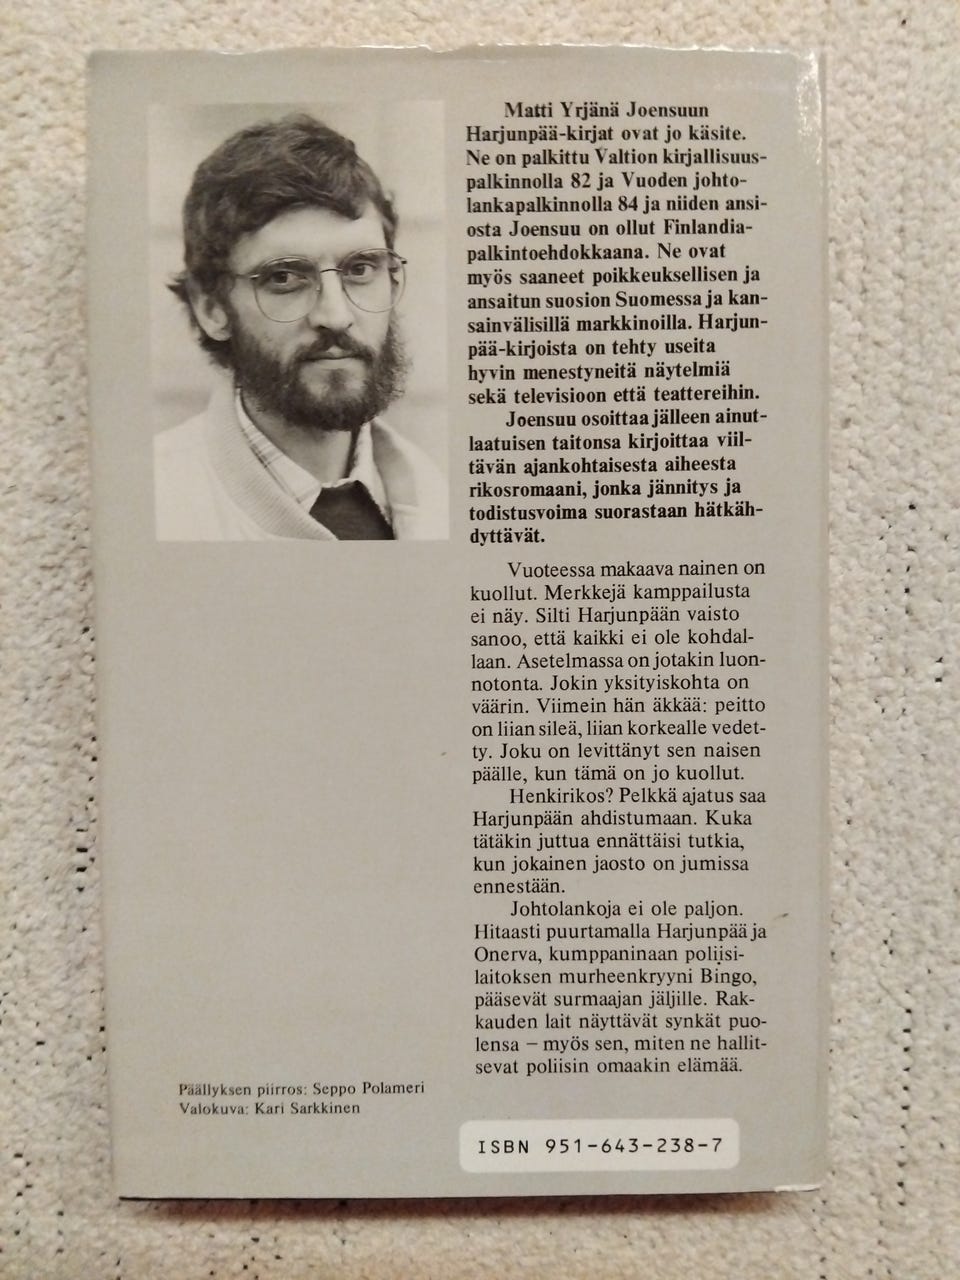 Matti Yrjänä Joensuun
Harjunpää-kirjat ovat jo käsite.
Ne on palkittu Valtion kirjallisuus-
palkinnolla 82 ja Vuoden johto-
lankapalkinnolla 84 ja niiden ansi-
osta Joensuu on ollut Finlandia-
palkintoehdokkaana. Ne ovat
myös saaneet poikkeuksellisen ja
ansaitun suosion Suomessa ja kan-
sainvälisillä markkinoilla. Harjun-
pää-kirjoista on tehty useita
hyvin menestyneitä näytelmiä
sekä televisioon että teattereihin.
Joensuu osoittaa jälleen ainut-
laatuisen taitonsa kirjoittaa viil-
tävän ajankohtaisesta aiheesta
rikosromaani, jonka jännitys ja
todistusvoima suorastaan hätkäh-
dyttävät.
Vuoteessa makaava nainen on
kuollut. Merkkejä kamppailusta
ei näy. Silti Harjunpään vaisto
sanoo, että kaikki ei ole kohdal-
laan. Asetelmassa on jotakin luon-
notonta. Jokin yksityiskohta on
väärin. Viimein hän äkkää: peitto
on liian sileä, liian korkealle vedet-
ty. Joku on levittänyt sen naisen
päälle, kun tämä on jo kuollut.
Henkirikos? Pelkkä ajatus saa
Harjunpään ahdistumaan. Kuka
tätäkin juttua ennättäisi tutkia,
kun jokainen jaosto on jumissa
ennestään.
Johtolankoja ei ole paljon.
Hitaasti puurtamalla Harjunpää ja
Onerva, kumppaninaan poliisi-
laitoksen murheenkryyni Bingo,
pääsevät surmaajan jäljille. Rak-
kauden lait näyttävät synkät puo-
lensa – myös sen, miten ne hallit-
sevat poliisin omaakin elämää.
Päällyksen piirros: Seppo Polameri
Valokuva: Kari Sarkkinen
ISBN 951-643-238-7